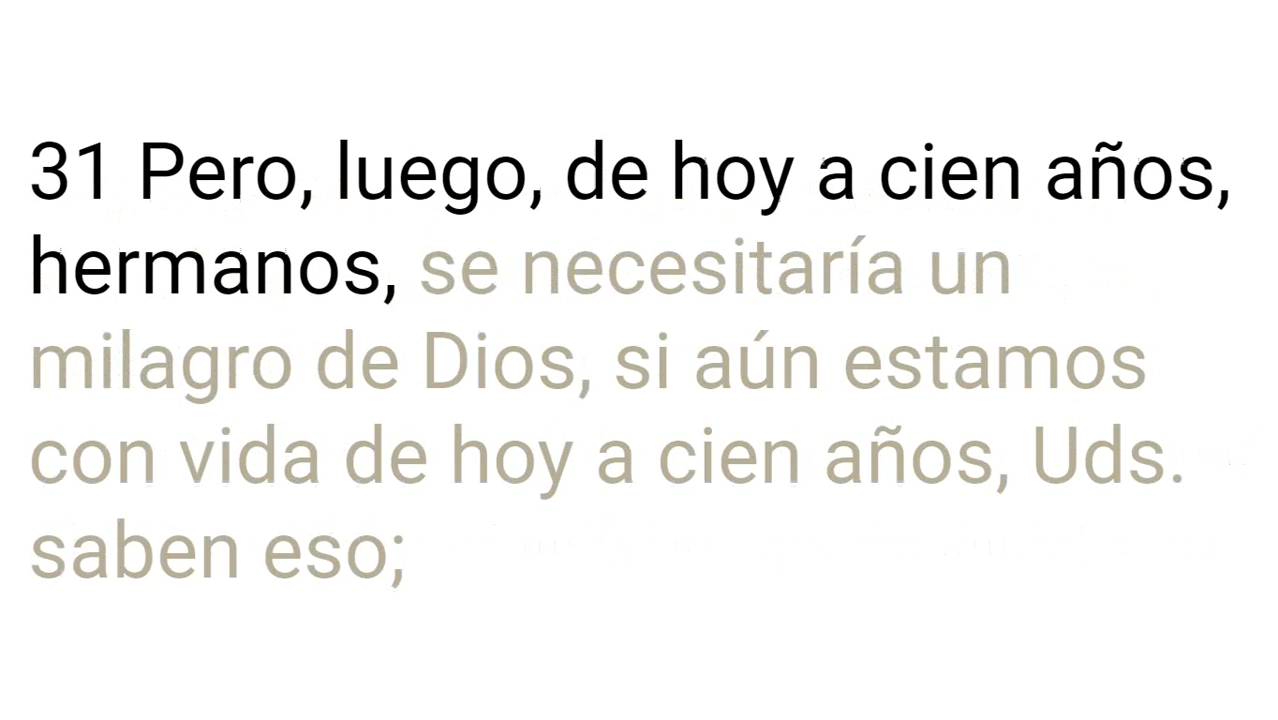 31 Pero, luego, de hoy a cien años,
hermanos, se necesitaría un
milagro de Dios, si aún estamos
con vida de hoy a cien años, Uds.
saben eso;